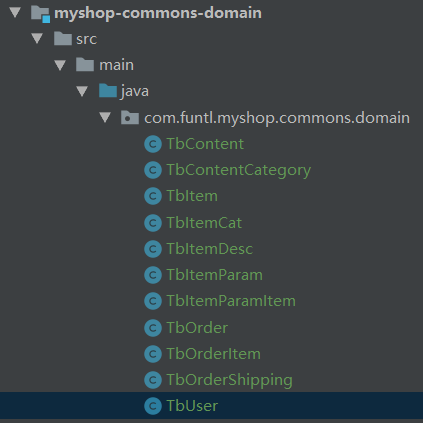 myshop-commons-domain
src
main
java
com.funtl.myshop.commons.domain
TbContent
TbContentCategory
TbItem
TbItemCat
TbItemDesc
TbItemParam
TbItemParamItem
TbOrder
TbOrderItem
TbOrderShipping
TbUser